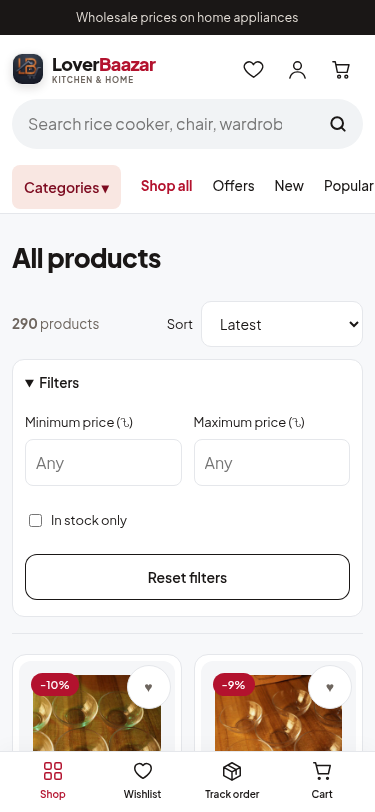 Wholesale prices on home appliances
LoverBaazar
KITCHEN & HOME
Search rice cooker, chair, wardrob
Categories ▾ Shop all Offers New Popular
All products
290 products Sort Latest
▼ Filters
Minimum price (৳) Maximum price (৳)
Any Any
In stock only
Reset filters
-10% ♥ -9% ♥
Shop Wishlist Track order Cart